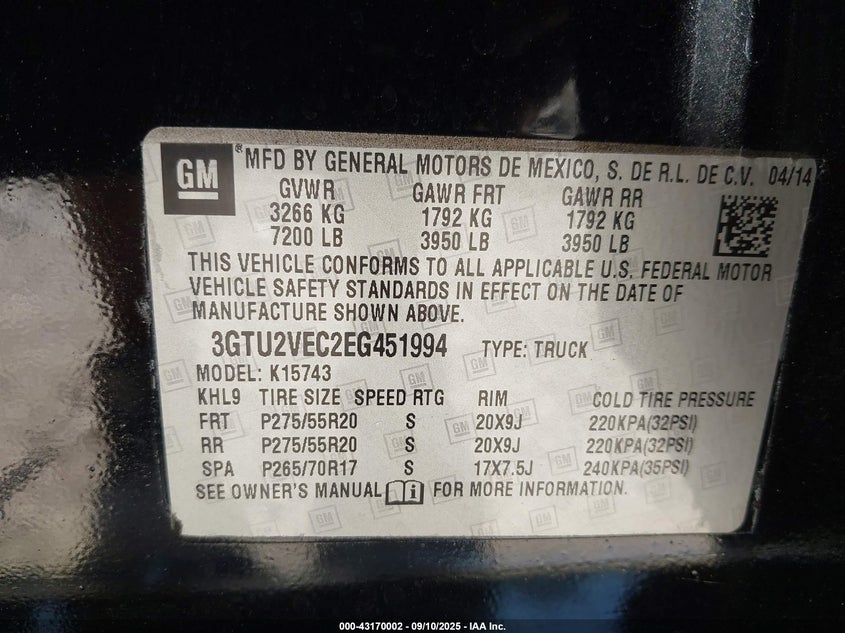 GM ® MFD BY GENERAL MOTORS DE MEXICO, S. DE R.L. DE C.V. 04/14
GVWR GAWR FRT GAWR RR
3266 KG 1792 KG 1792 KG
7200 LB 3950 LB 3950 LB
THIS VEHICLE CONFORMS TO ALL APPLICABLE U.S. FEDERAL MOTOR
VEHICLE SAFETY STANDARDS IN EFFECT ON THE DATE OF
MANUFACTURE SHOWN ABOVE.
3GTU2VEC2EG451994 TYPE: TRUCK
MODEL: K15743
KHL9 TIRE SIZE SPEED RTG RIM COLD TIRE PRESSURE
FRT P275/55R20 S 20X9J 220KPA(32PSI)
RR P275/55R20 S 20X9J 220KPA(32PSI)
SPA P265/70R17 S 17X7.5J 240KPA(35PSI)
SEE OWNER'S MANUAL FOR MORE INFORMATION.
000-43170002 - 09/10/2025 - IAA Inc.